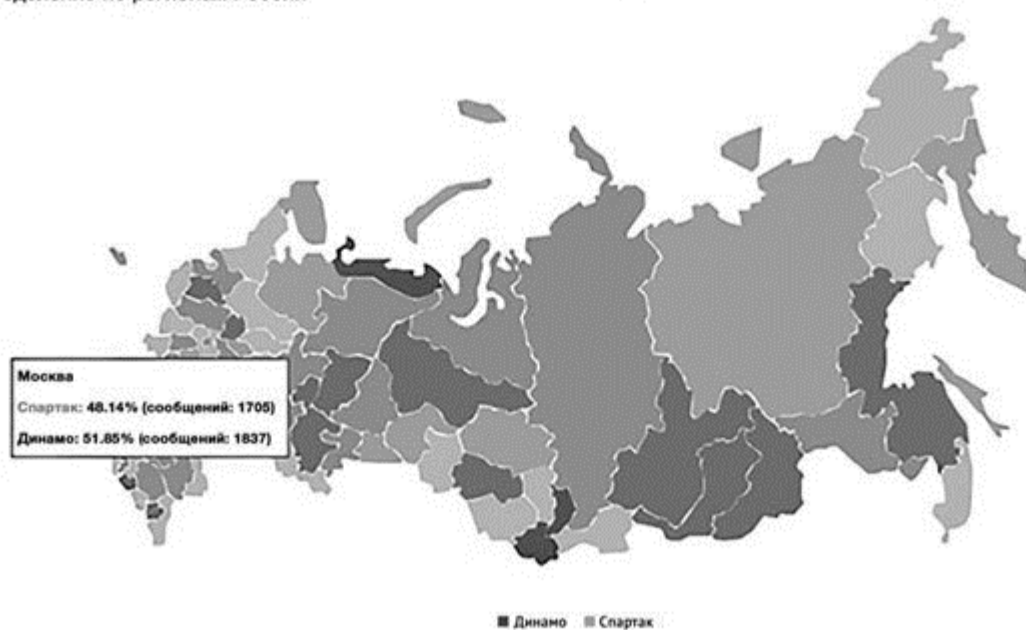 Москва
Спартак: 48.14% (сообщений: 1705)
Динамо: 51.85% (сообщений: 1837)
Динамо Спартак